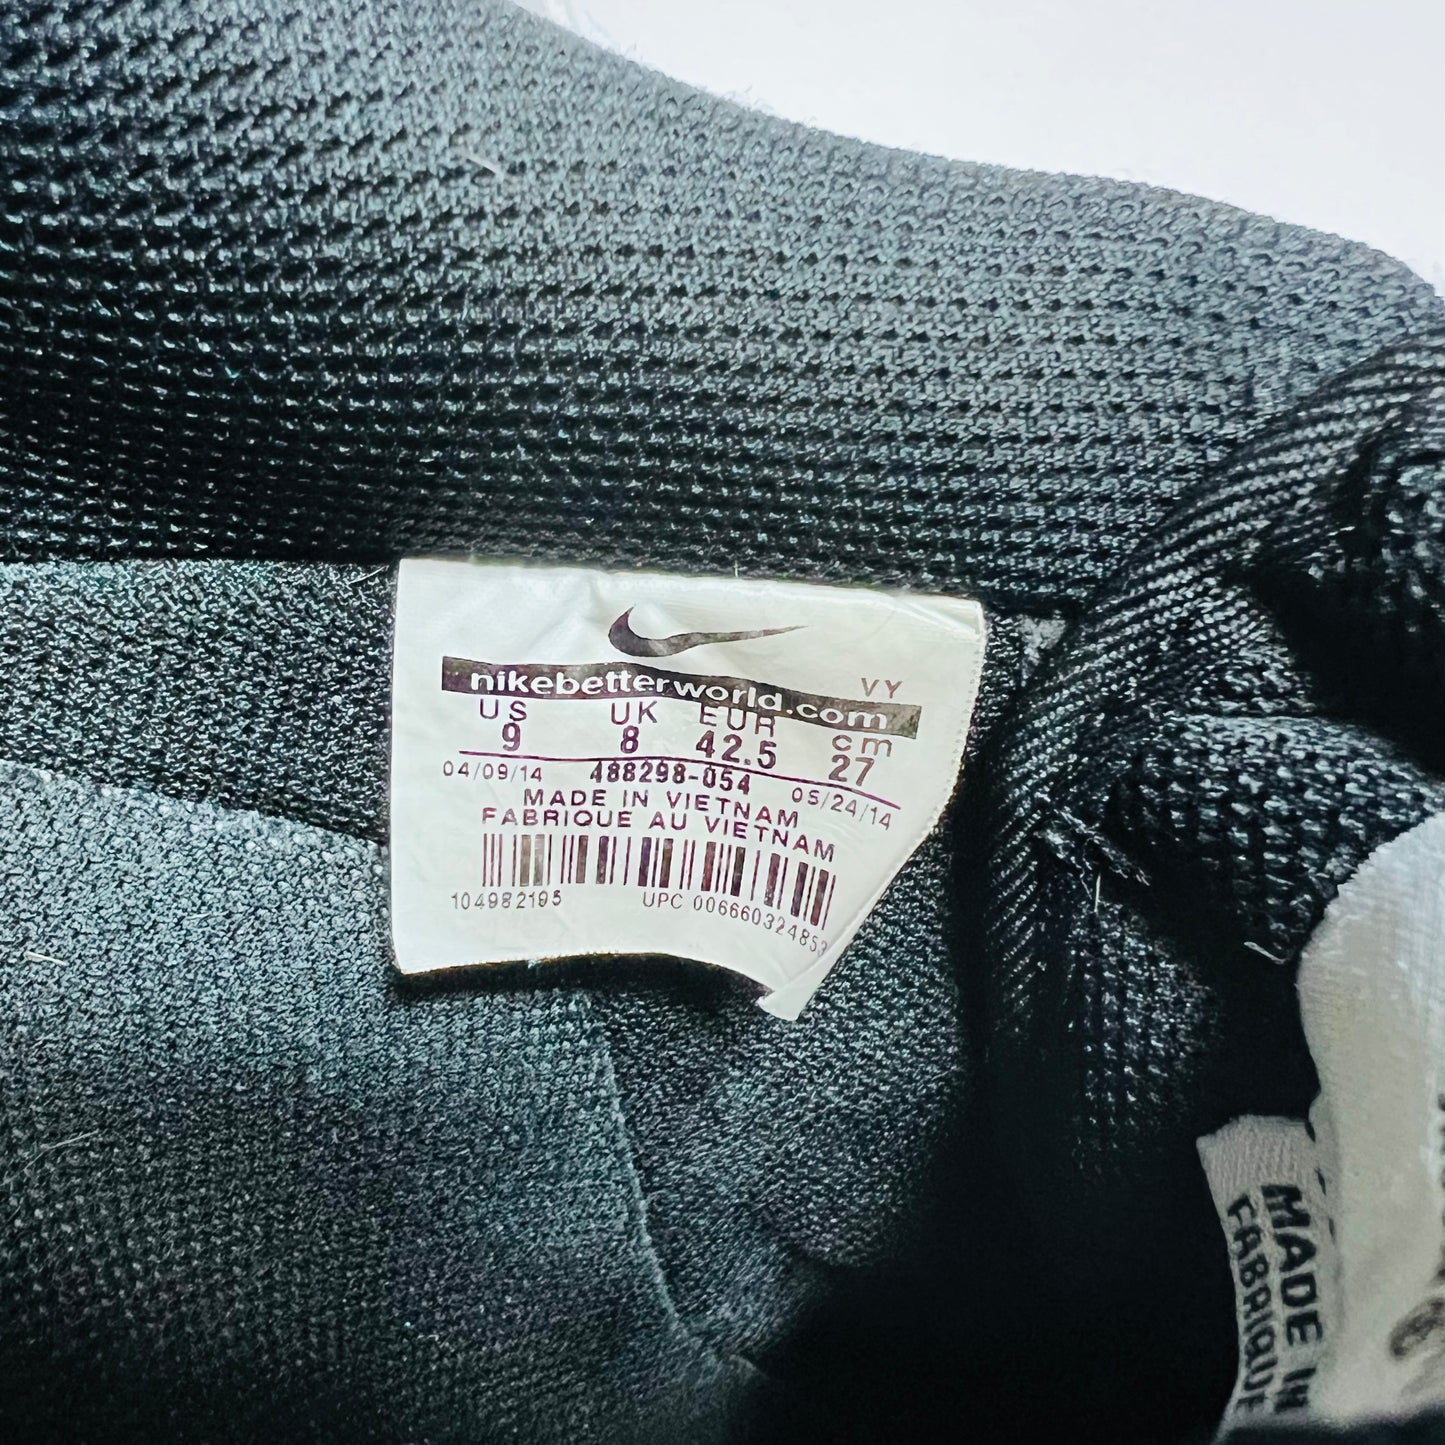 nikebetterworld.com VY
US UK EUR cm
9 8 42.5 27
04/09/14 488298-054 05/24/14
MADE IN VIETNAM
FABRIQUE AU VIETNAM
104982195 UPC 00666032485
MADE IN
FABRIQUE